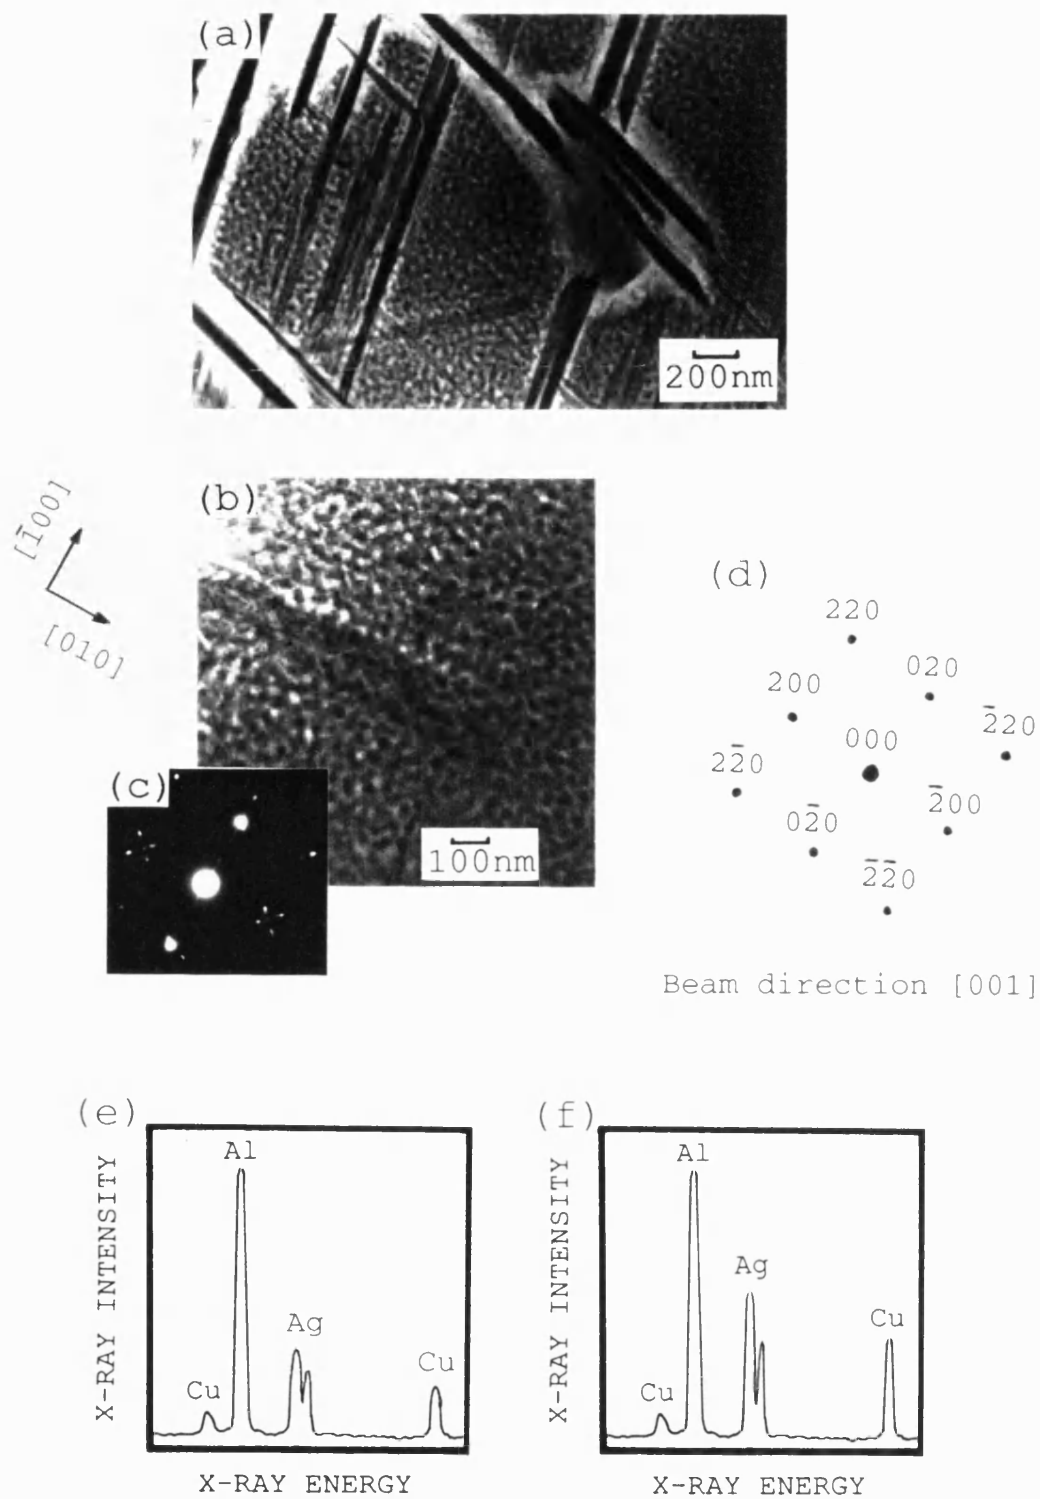 (a)
200nm
[1̄00]
[010]
(b)
100nm
(c)
(d)
220
020
200
2̄20
000
22̄0
2̄00
02̄0
2̄2̄0
Beam direction [001]
(e)
X-RAY INTENSITY
Al
Ag
Cu
Cu
X-RAY ENERGY
(f)
X-RAY INTENSITY
Al
Ag
Cu
Cu
X-RAY ENERGY